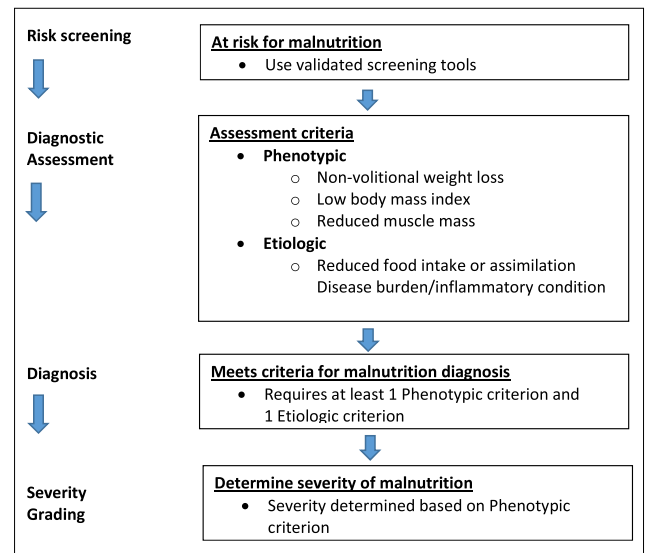 Risk screening
At risk for malnutrition
• Use validated screening tools
Diagnostic
Assessment
Assessment criteria
• Phenotypic
o Non-volitional weight loss
o Low body mass index
o Reduced muscle mass
• Etiologic
o Reduced food intake or assimilation
Disease burden/inflammatory condition
Diagnosis
Meets criteria for malnutrition diagnosis
• Requires at least 1 Phenotypic criterion and
1 Etiologic criterion
Severity
Grading
Determine severity of malnutrition
• Severity determined based on Phenotypic
criterion